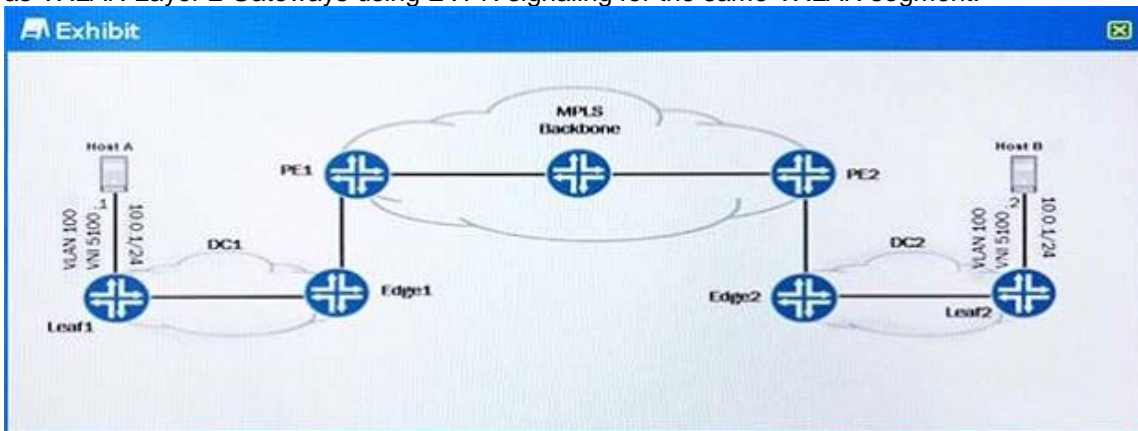 as VXLAN Layer 2 Gateways using EVPN signaling for the same VXLAN segment.
Exhibit
MPLS
Backbone
Host A
Host B
PE1
PE2
.1
VLAN 100
VNI 5100
10.0.1/24
DC1
DC2
.2
VLAN 100
VNI 5100
10.0.1/24
Edge1
Edge2
Leaf1
Leaf2